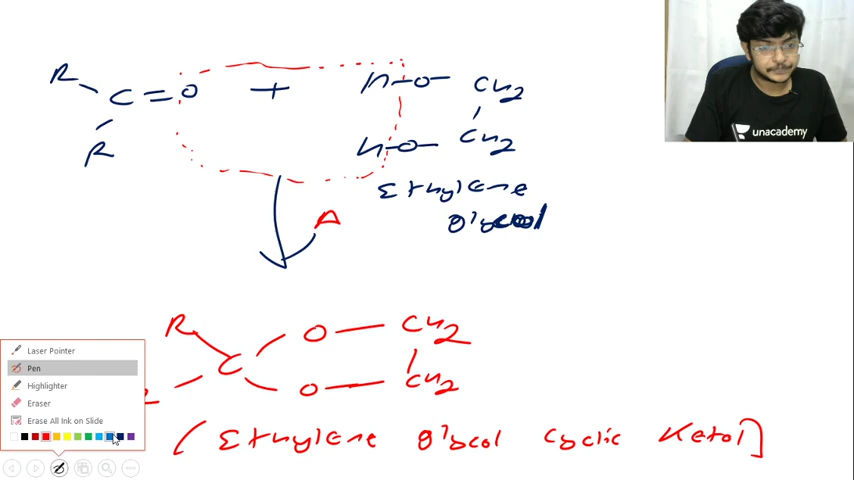 R
C = O + H-O- CH2
R H-O- CH2
Ethylene
glycol
Δ
R O — CH2
C
R O — CH2
(Ethylene glycol cyclic Ketol]
unacademy
Laser Pointer
Pen
Highlighter
Eraser
Erase All Ink on Slide